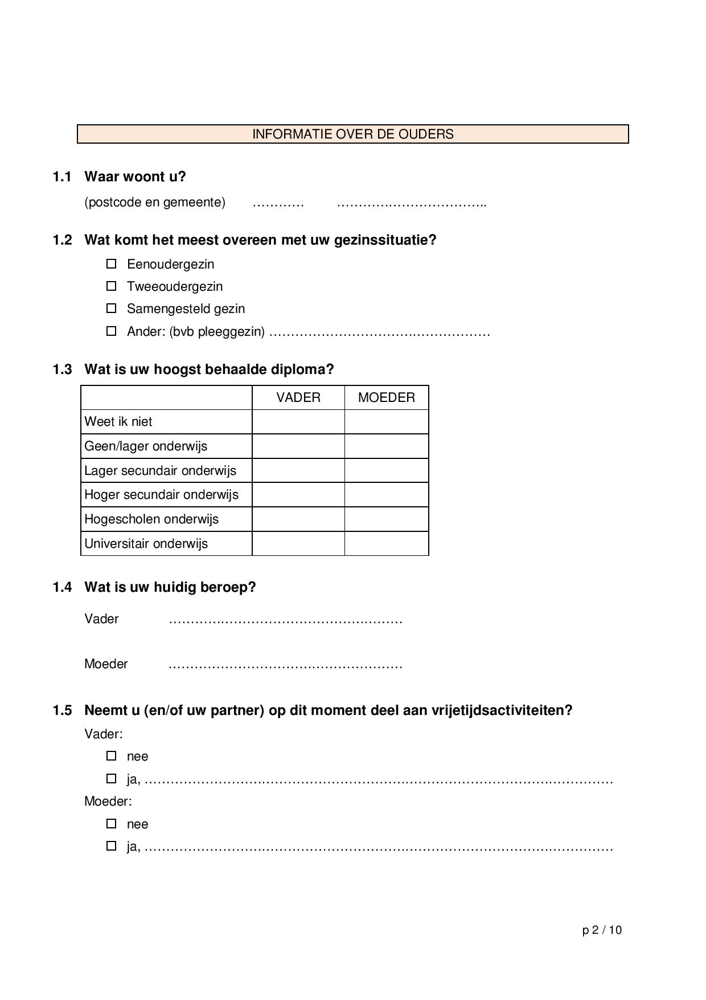 INFORMATIE OVER DE OUDERS
1.1 Waar woont u?
(postcode en gemeente) ………… ……………………………..
1.2 Wat komt het meest overeen met uw gezinssituatie?
Eenoudergezin
Tweeoudergezin
Samengesteld gezin
Ander: (bvb pleeggezin) ……………………………………………
1.3 Wat is uw hoogst behaalde diploma?
VADER MOEDER
Weet ik niet
Geen/lager onderwijs
Lager secundair onderwijs
Hoger secundair onderwijs
Hogescholen onderwijs
Universitair onderwijs
1.4 Wat is uw huidig beroep?
Vader ………………………………………………
Moeder ………………………………………………
1.5 Neemt u (en/of uw partner) op dit moment deel aan vrijetijdsactiviteiten?
Vader:
nee
ja, ………………………………………………………………………………………………
Moeder:
nee
ja, ………………………………………………………………………………………………
p 2 / 10